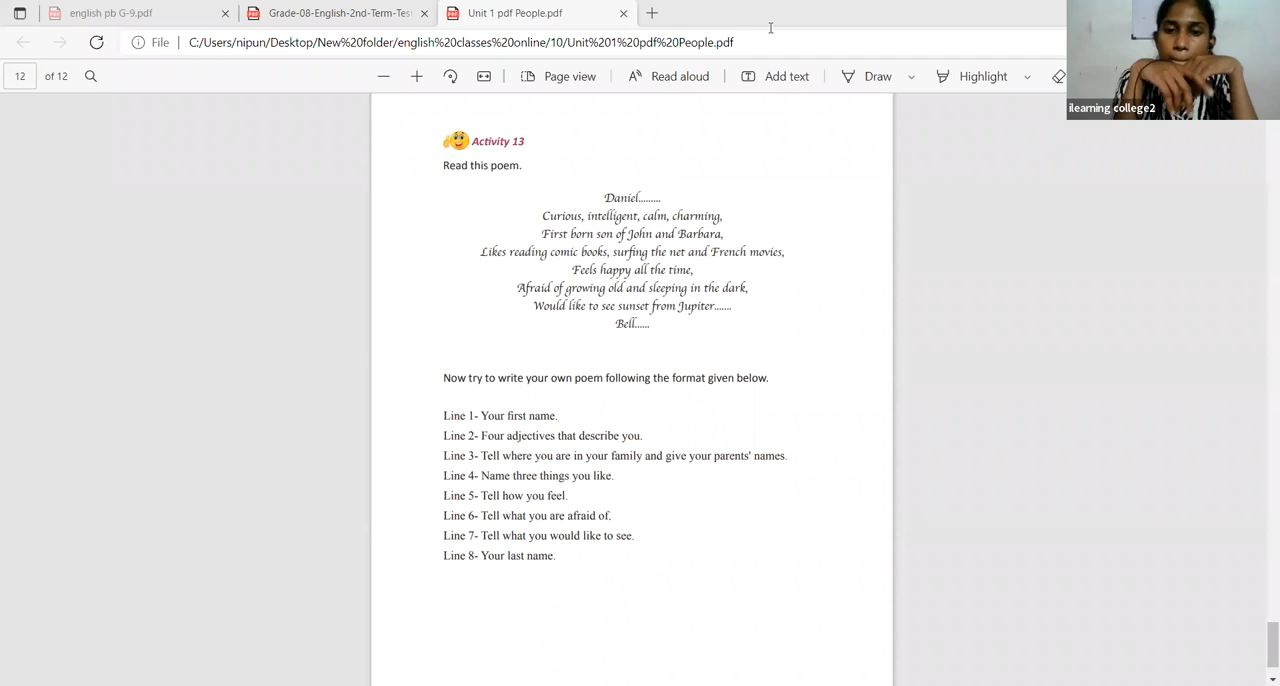 english pb G-9.pdf
Grade-08-English-2nd-Term-Test
Unit 1 pdf People.pdf
File
C:/Users/nipun/Desktop/New%20folder/english%20classes%20online/10/Unit%201%20pdf%20People.pdf
12 of 12
Page view
Read aloud
Add text
Draw
Highlight
ilearning college2
Activity 13
Read this poem.
Daniel.........
Curious, intelligent, calm, charming,
First born son of John and Barbara,
Likes reading comic books, surfing the net and French movies,
Feels happy all the time,
Afraid of growing old and sleeping in the dark,
Would like to see sunset from Jupiter.......
Bell......
Now try to write your own poem following the format given below.
Line 1- Your first name.
Line 2- Four adjectives that describe you.
Line 3- Tell where you are in your family and give your parents' names.
Line 4- Name three things you like.
Line 5- Tell how you feel.
Line 6- Tell what you are afraid of.
Line 7- Tell what you would like to see.
Line 8- Your last name.